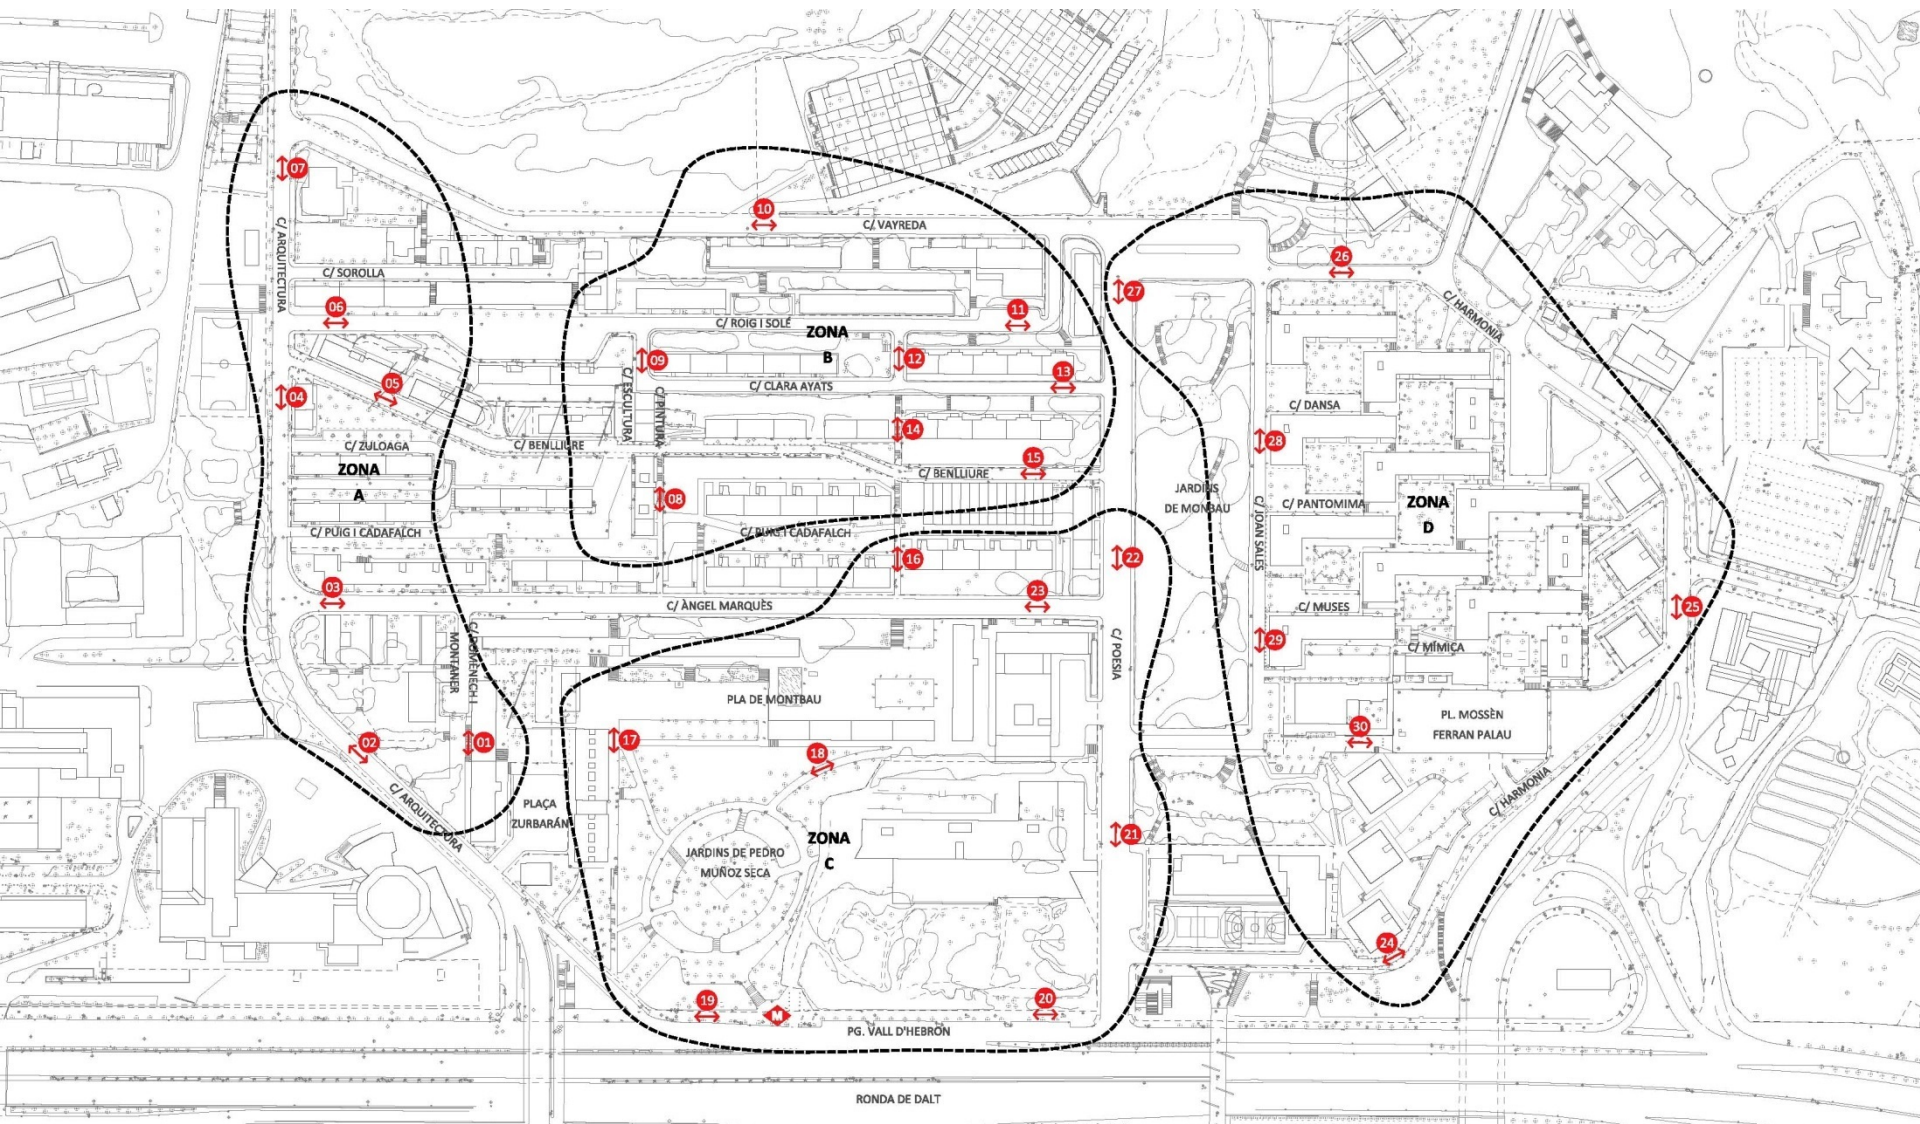 07
10
C/ VAYREDA
C/ ARQUITECTURA
C/ SOROLLA
26
27
06
11
C/ HARMONIA
C/ ROIG I SOLÉ
ZONA
B
09
12
05
04
C/ ESCULTURA
C/ PINTURA
C/ CLARA AYATS
13
C/ DANSA
14
28
C/ ZULOAGA
C/ BENLLIURE
ZONA
A
15
C/ BENLLIURE
08
JARDINS
DE MONBAU
C/ JOAN SALES
C/ PANTOMIMA
ZONA
D
C/ PUIG I CADAFALCH
C/ PUIG I CADAFALCH
16
22
03
23
C/ ÀNGEL MARQUÈS
C/ MUSES
25
C/ DOMÈNECH I
MONTANER
C/ POESIA
29
C/ MÍMICA
PLA DE MONTBAU
PL. MOSSÈN
FERRAN PALAU
02
01
17
18
30
C/ ARQUITECTURA
C/ HARMONIA
PLAÇA
ZURBARÁN
ZONA
C
21
JARDINS DE PEDRO
MUÑOZ SECA
24
19
M
20
PG. VALL D'HEBRÓN
RONDA DE DALT